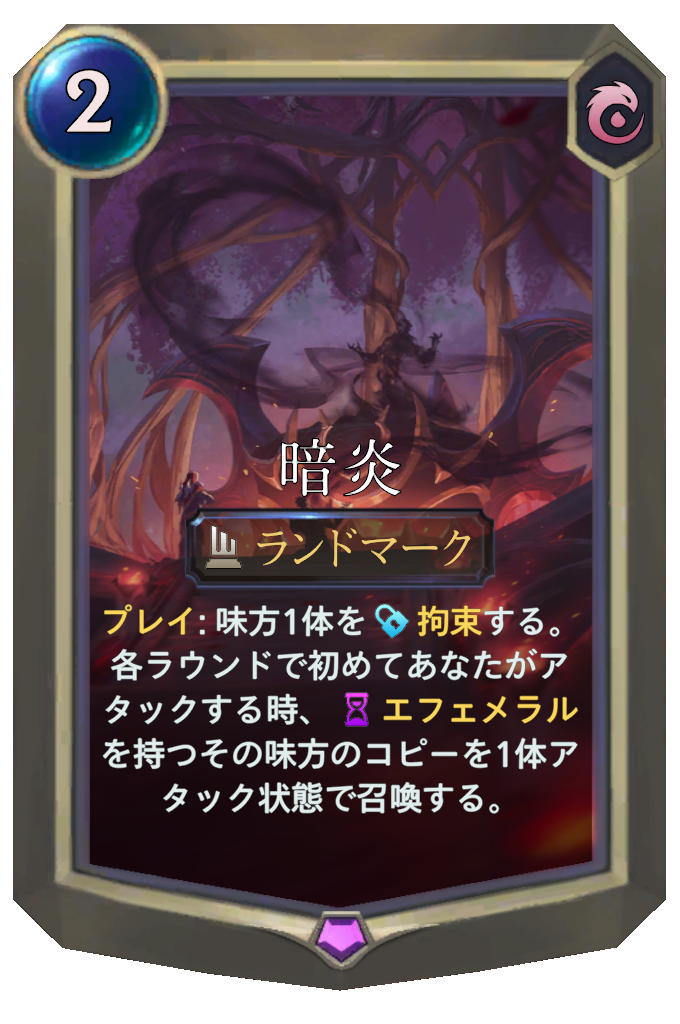 2
暗炎
ランドマーク
プレイ: 味方1体を 拘束する。
各ラウンドで初めてあなたがア
タックする時、 エフェメラル
を持つその味方のコピーを1体ア
タック状態で召喚する。